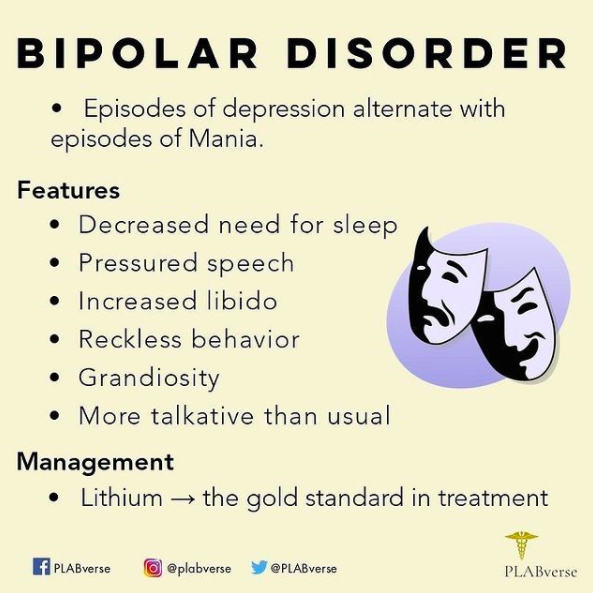 BIPOLAR DISORDER
• Episodes of depression alternate with
episodes of Mania.
Features
• Decreased need for sleep
• Pressured speech
• Increased libido
• Reckless behavior
• Grandiosity
• More talkative than usual
Management
• Lithium → the gold standard in treatment
PLABverse @plabverse @PLABverse
PLABverse